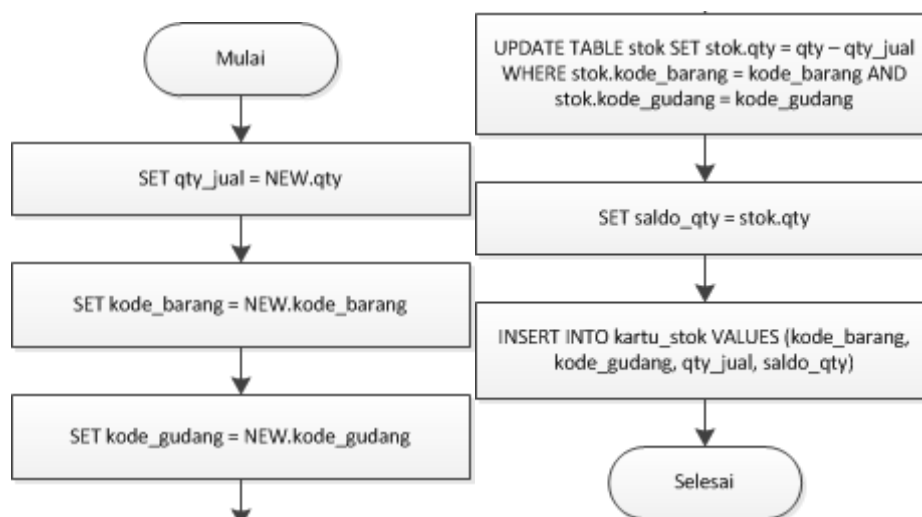 Mulai
SET qty_jual = NEW.qty
SET kode_barang = NEW.kode_barang
SET kode_gudang = NEW.kode_gudang
UPDATE TABLE stok SET stok.qty = qty – qty_jual
WHERE stok.kode_barang = kode_barang AND
stok.kode_gudang = kode_gudang
SET saldo_qty = stok.qty
INSERT INTO kartu_stok VALUES (kode_barang,
kode_gudang, qty_jual, saldo_qty)
Selesai